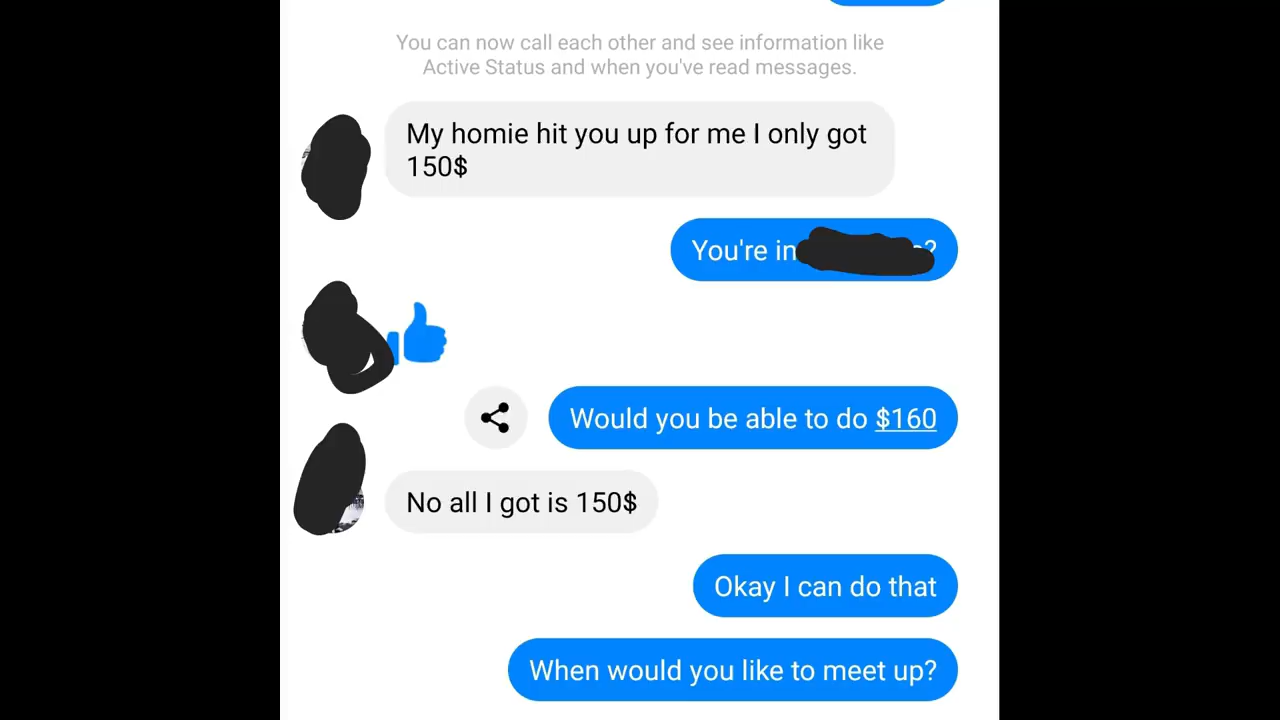 You can now call each other and see information like
Active Status and when you've read messages.
My homie hit you up for me I only got
150$
You're in ?
Would you be able to do $160
No all I got is 150$
Okay I can do that
When would you like to meet up?